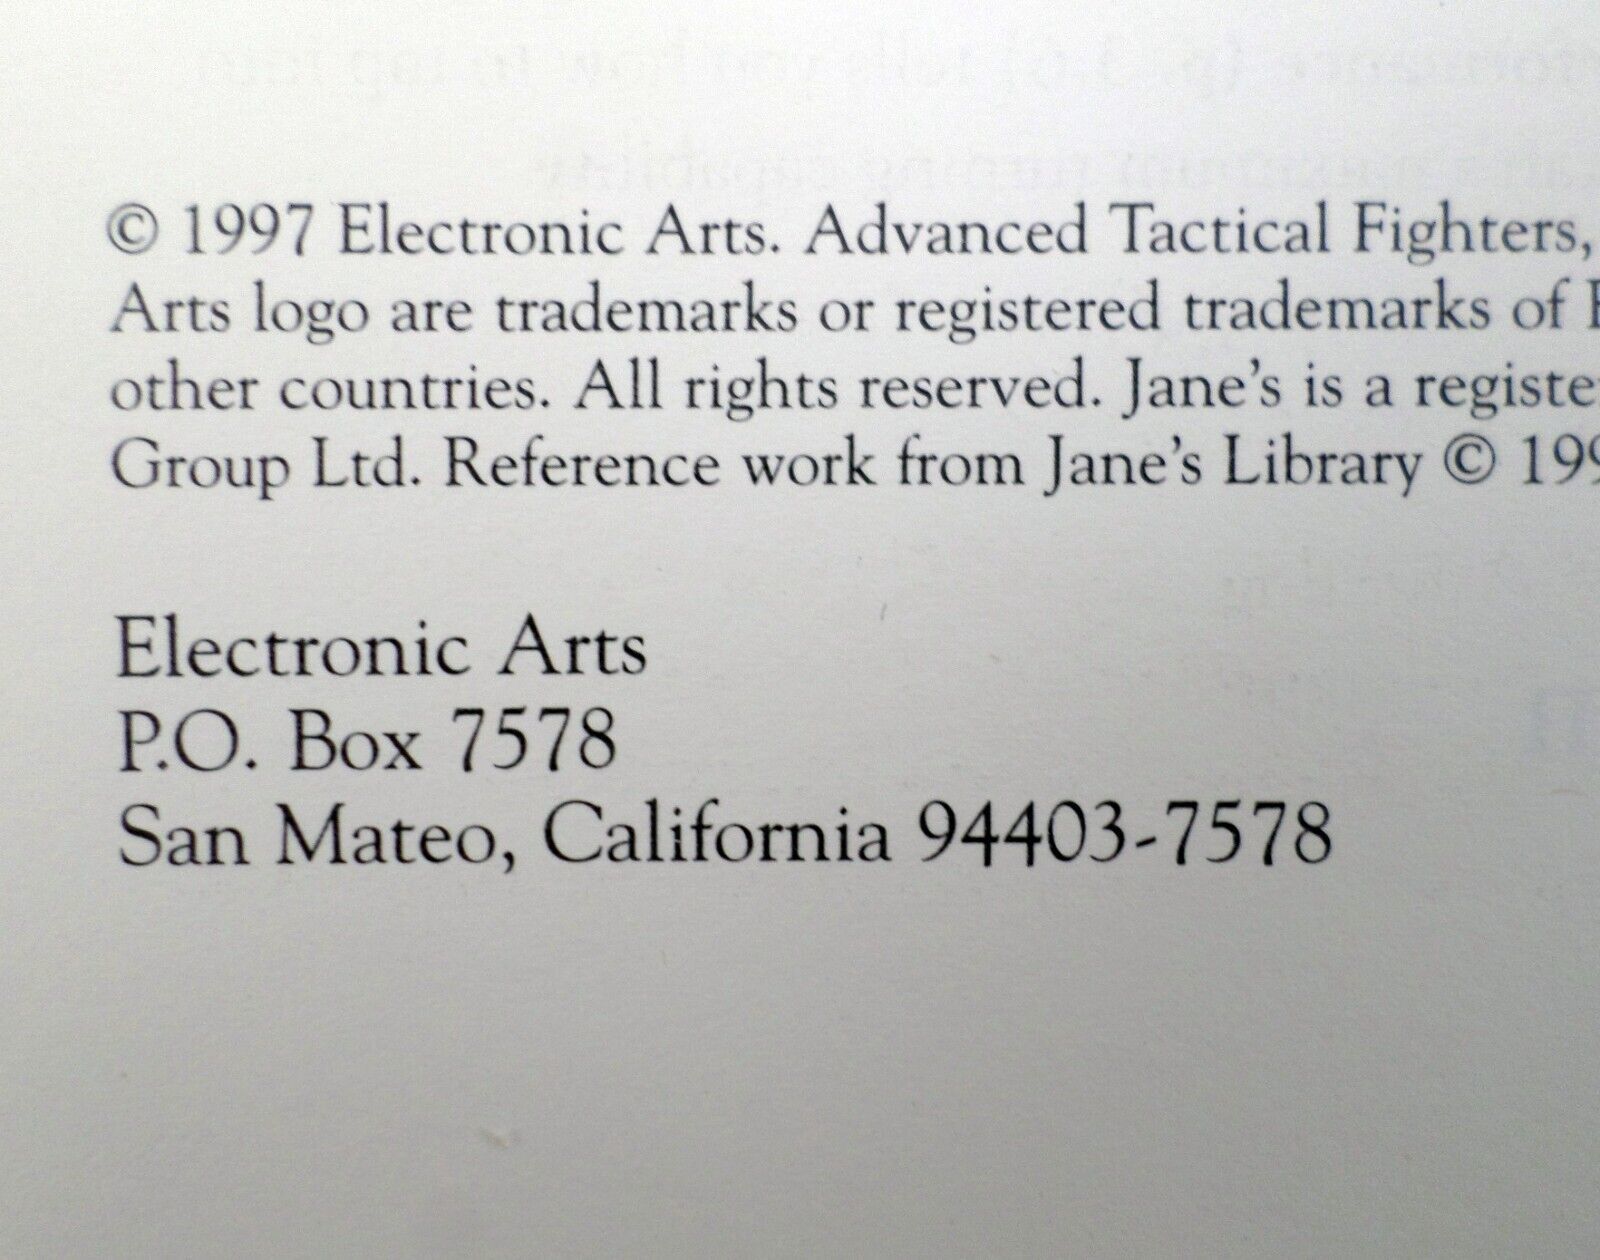 © 1997 Electronic Arts. Advanced Tactical Fighters,
Arts logo are trademarks or registered trademarks of
other countries. All rights reserved. Jane's is a registe
Group Ltd. Reference work from Jane's Library © 199
Electronic Arts
P.O. Box 7578
San Mateo, California 94403-7578